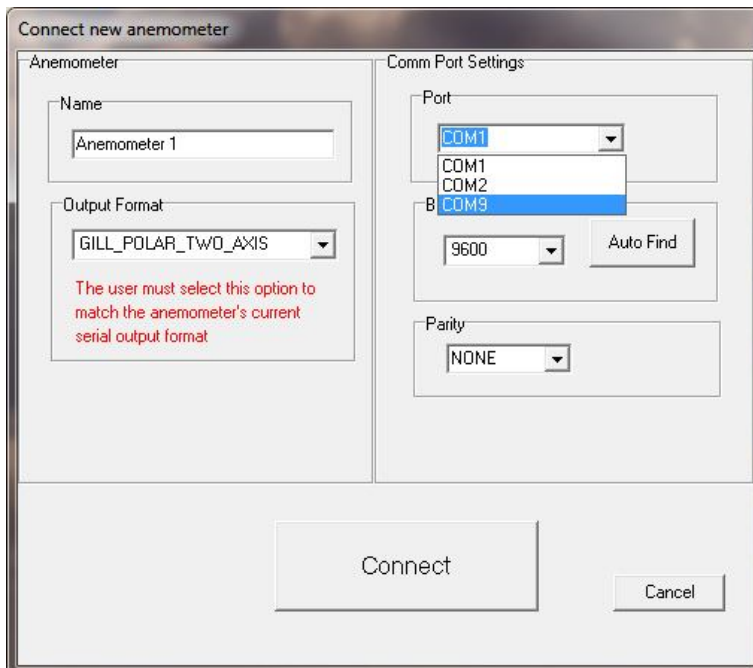 Connect new anemometer
Anemometer
Name
Anemometer 1
Output Format
GILL_POLAR_TWO_AXIS
The user must select this option to
match the anemometer's current
serial output format
Comm Port Settings
Port
COM1
COM1
COM2
COM9
9600
Auto Find
Parity
NONE
Connect
Cancel